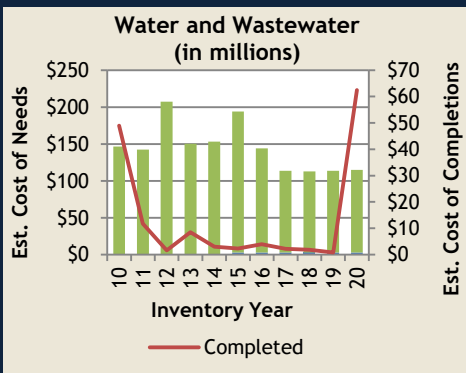 Water and Wastewater
(in millions)
Est. Cost of Needs
$250
$200
$150
$100
$50
$0
$70
$60
$50
$40
$30
$20
$10
$0
Est. Cost of Completions
10 11 12 13 14 15 16 17 18 19 20
Inventory Year
Completed